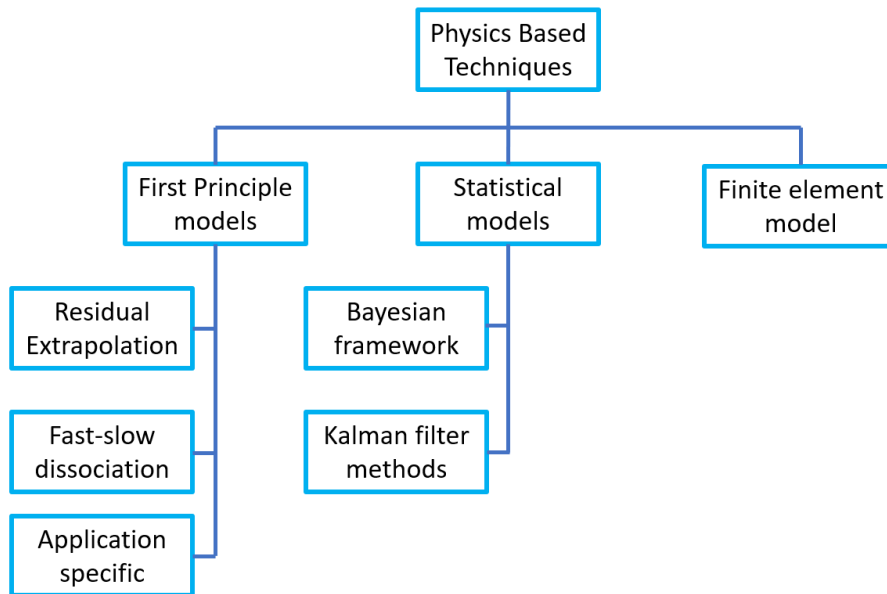 Physics Based
Techniques
First Principle
models
Statistical
models
Finite element
model
Residual
Extrapolation
Bayesian
framework
Fast-slow
dissociation
Kalman filter
methods
Application
specific